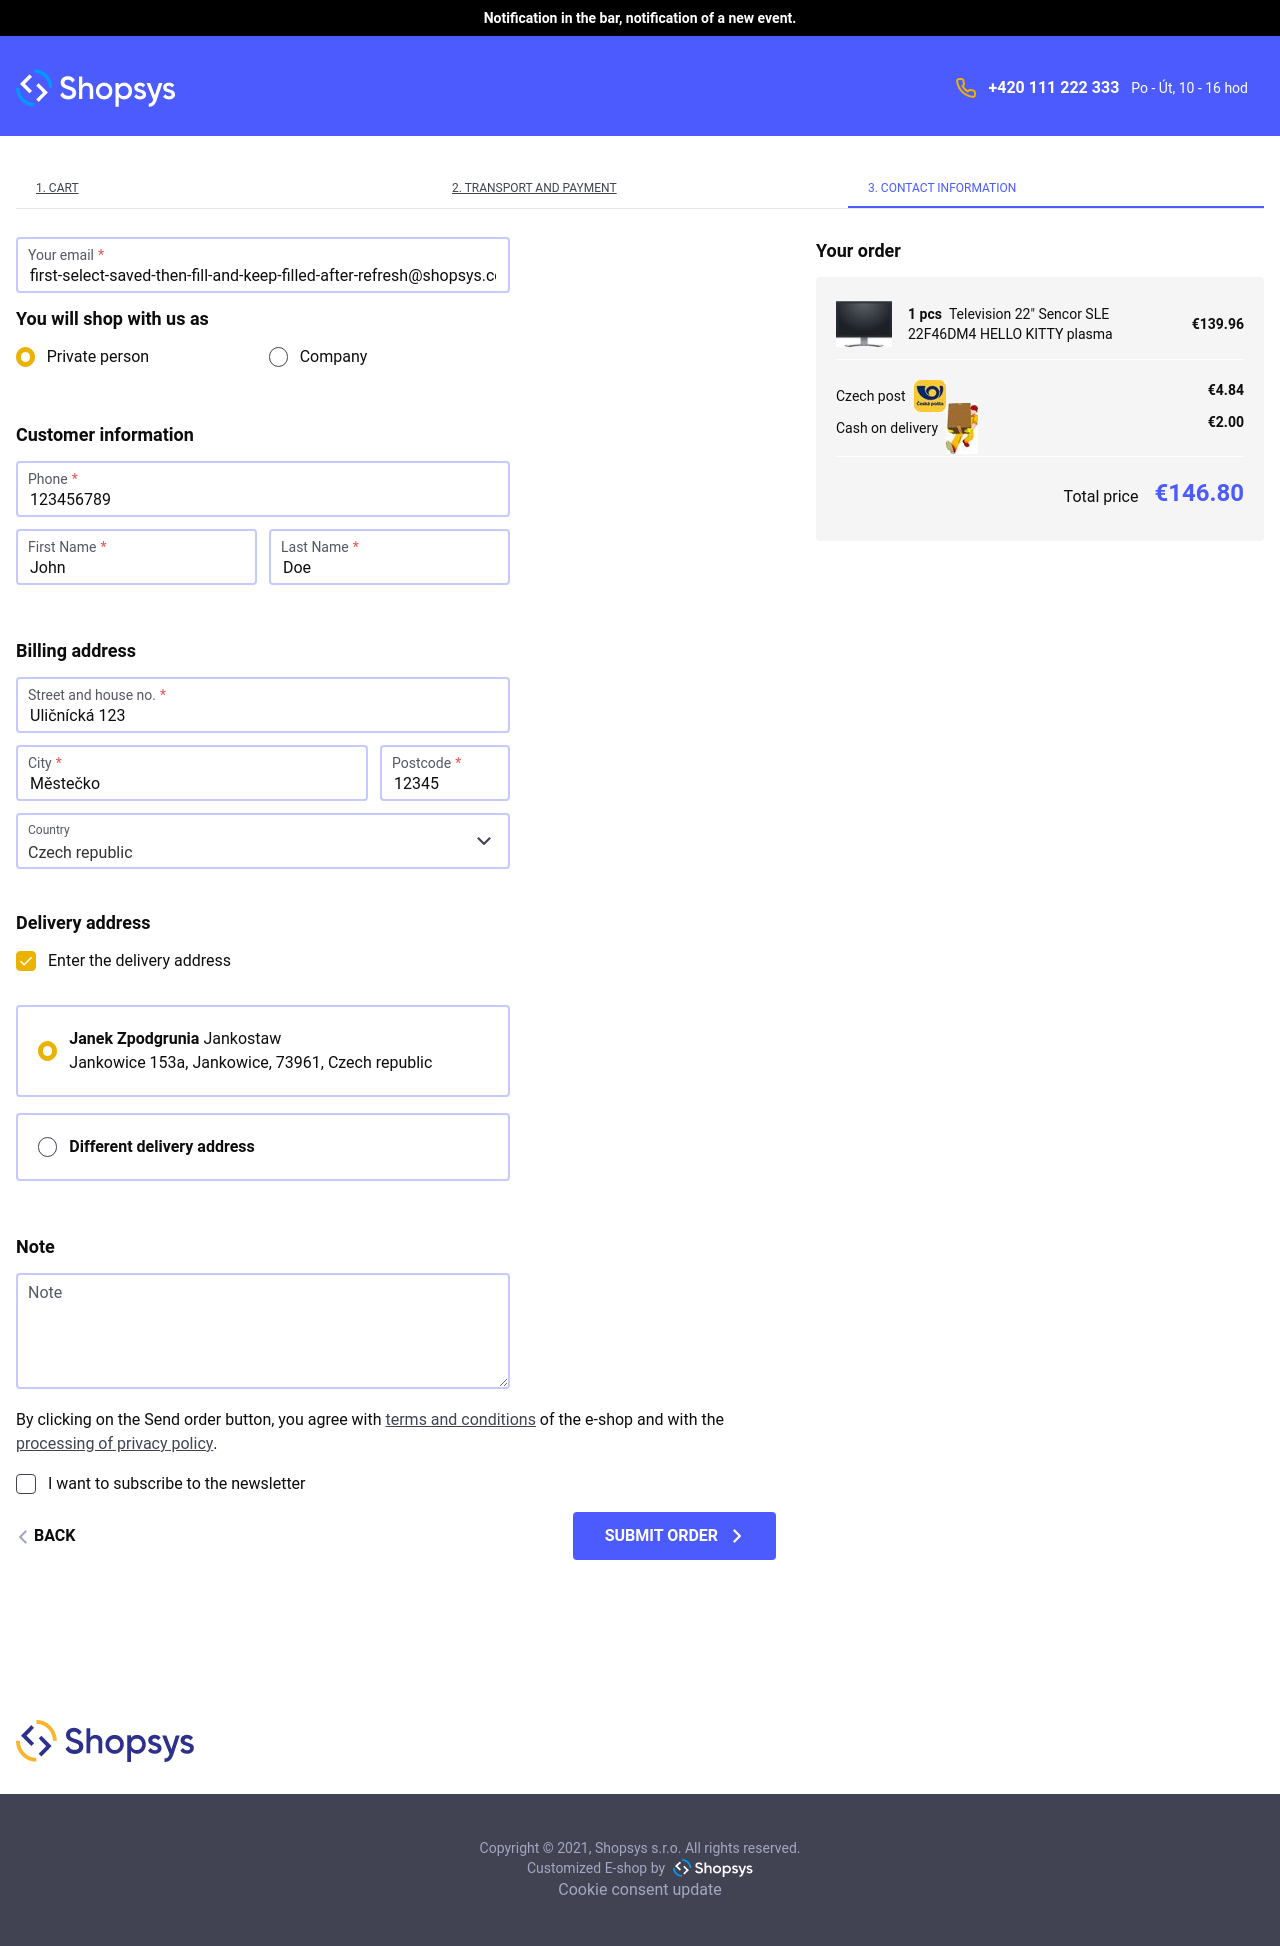 Notification in the bar, notification of a new event.
Shopsys
+420 111 222 333 Po - Út, 10 - 16 hod
1. CART
2. TRANSPORT AND PAYMENT
3. CONTACT INFORMATION
Your email *
first-select-saved-then-fill-and-keep-filled-after-refresh@shopsys.co
You will shop with us as
Private person
Company
Customer information
Phone *
123456789
First Name *
John
Last Name *
Doe
Billing address
Street and house no. *
Uličnícká 123
City *
Městečko
Postcode *
12345
Country
Czech republic
Delivery address
Enter the delivery address
Janek Zpodgrunia Jankostaw
Jankowice 153a, Jankowice, 73961, Czech republic
Different delivery address
Note
Note
By clicking on the Send order button, you agree with terms and conditions of the e-shop and with the
processing of privacy policy.
I want to subscribe to the newsletter
BACK
SUBMIT ORDER
Your order
1 pcs Television 22" Sencor SLE
22F46DM4 HELLO KITTY plasma
€139.96
Czech post
Česká pošta
€4.84
Cash on delivery
€2.00
Total price €146.80
Shopsys
Copyright © 2021, Shopsys s.r.o. All rights reserved.
Customized E-shop by Shopsys
Cookie consent update